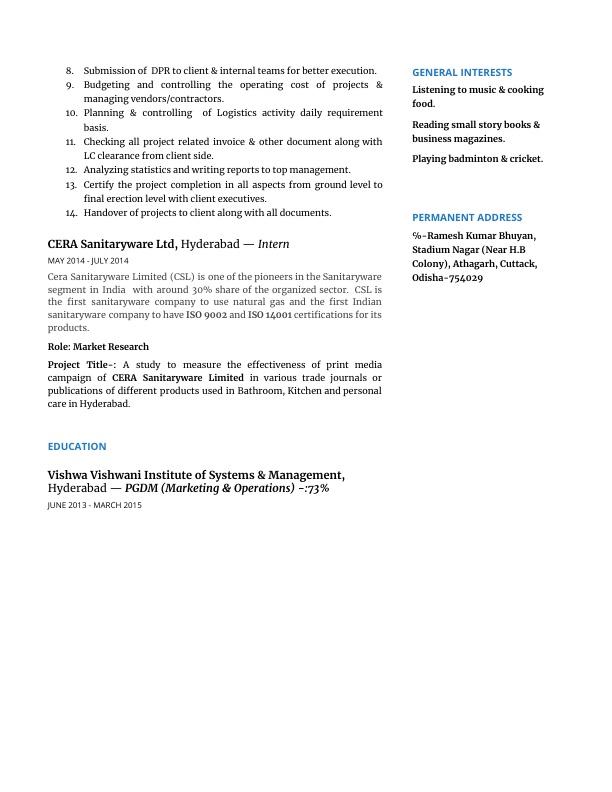 8. Submission of DPR to client & internal teams for better execution.
9. Budgeting and controlling the operating cost of projects &
managing vendors/contractors.
10. Planning & controlling of Logistics activity daily requirement
basis.
11. Checking all project related invoice & other document along with
LC clearance from client side.
12. Analyzing statistics and writing reports to top management.
13. Certify the project completion in all aspects from ground level to
final erection level with client executives.
14. Handover of projects to client along with all documents.
CERA Sanitaryware Ltd, Hyderabad — Intern
MAY 2014 - JULY 2014
Cera Sanitaryware Limited (CSL) is one of the pioneers in the Sanitaryware
segment in India with around 30% share of the organized sector. CSL is
the first sanitaryware company to use natural gas and the first Indian
sanitaryware company to have ISO 9002 and ISO 14001 certifications for its
products.
Role: Market Research
Project Title-: A study to measure the effectiveness of print media
campaign of CERA Sanitaryware Limited in various trade journals or
publications of different products used in Bathroom, Kitchen and personal
care in Hyderabad.
EDUCATION
Vishwa Vishwani Institute of Systems & Management,
Hyderabad — PGDM (Marketing & Operations) -:73%
JUNE 2013 - MARCH 2015
GENERAL INTERESTS
Listening to music & cooking
food.
Reading small story books &
business magazines.
Playing badminton & cricket.
PERMANENT ADDRESS
℅-Ramesh Kumar Bhuyan,
Stadium Nagar (Near H.B
Colony), Athagarh, Cuttack,
Odisha-754029